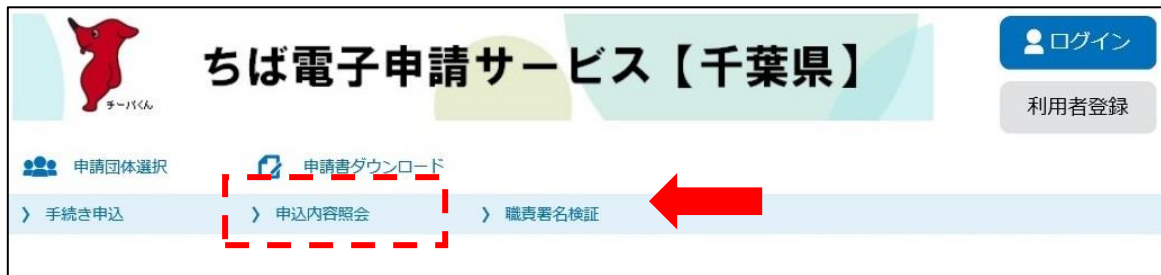 ちば電子申請サービス【千葉県】
チーバくん
ログイン
利用者登録
申請団体選択
申請書ダウンロード
手続き申込
申込内容照会
職責署名検証